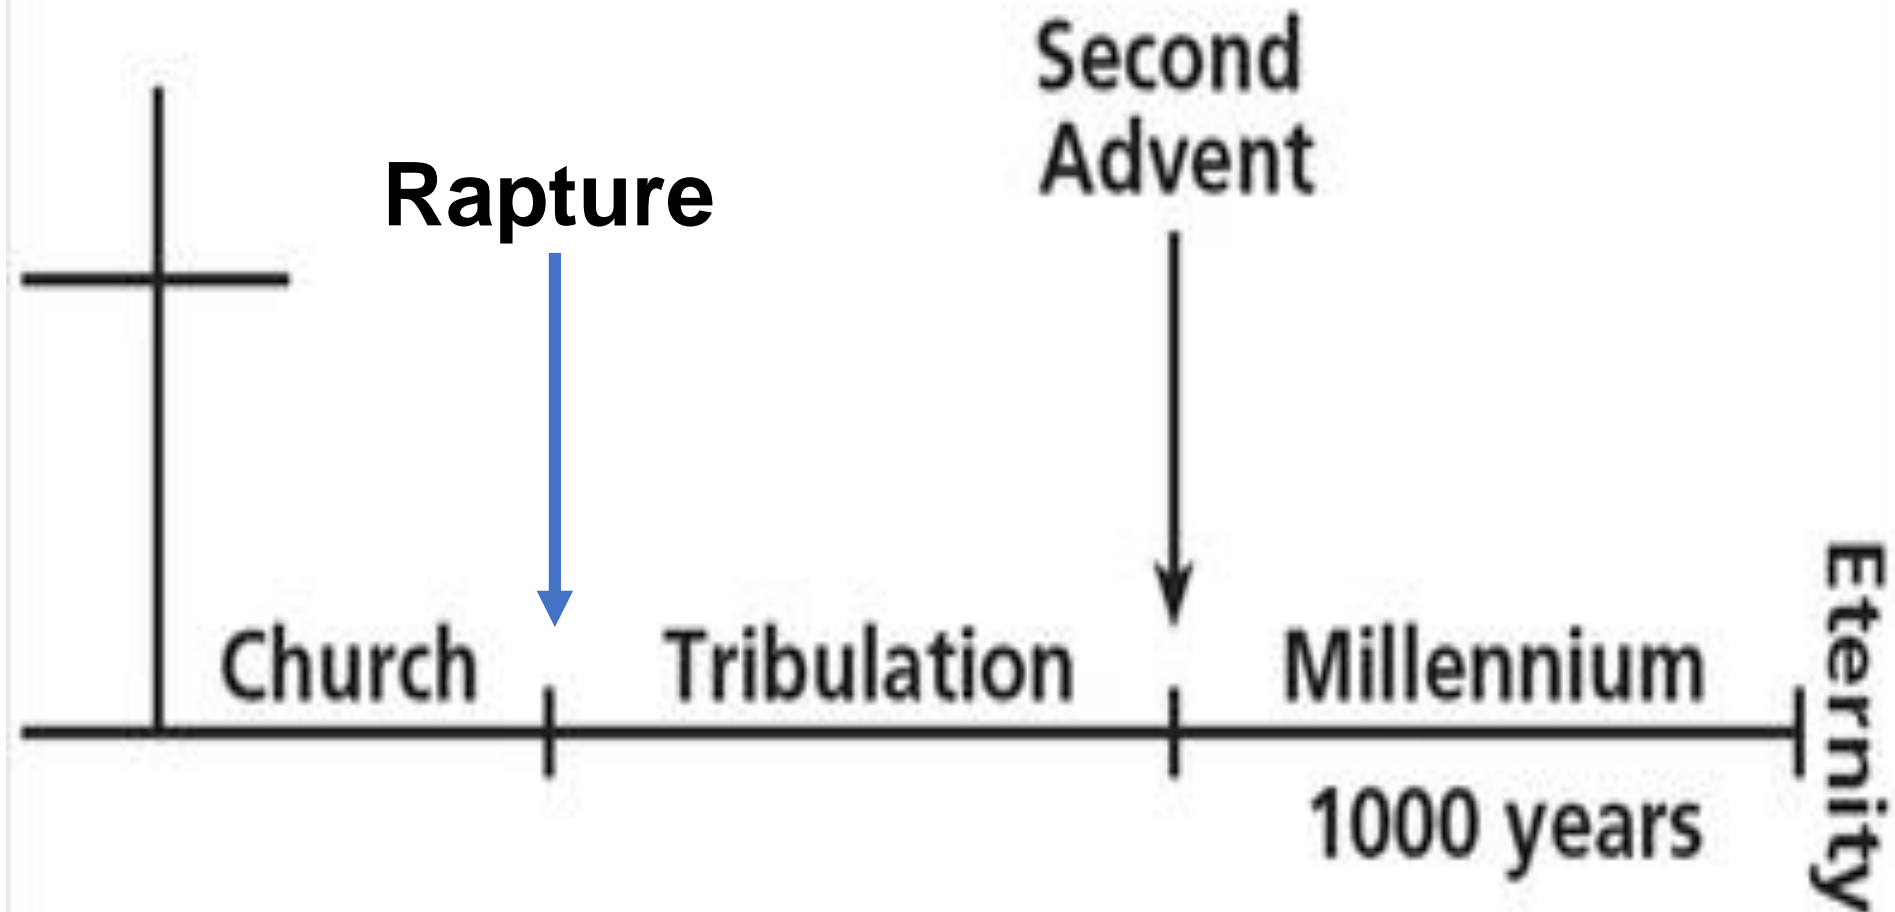 Second
Advent
Rapture
Church
Tribulation
Millennium
1000 years
Eternity